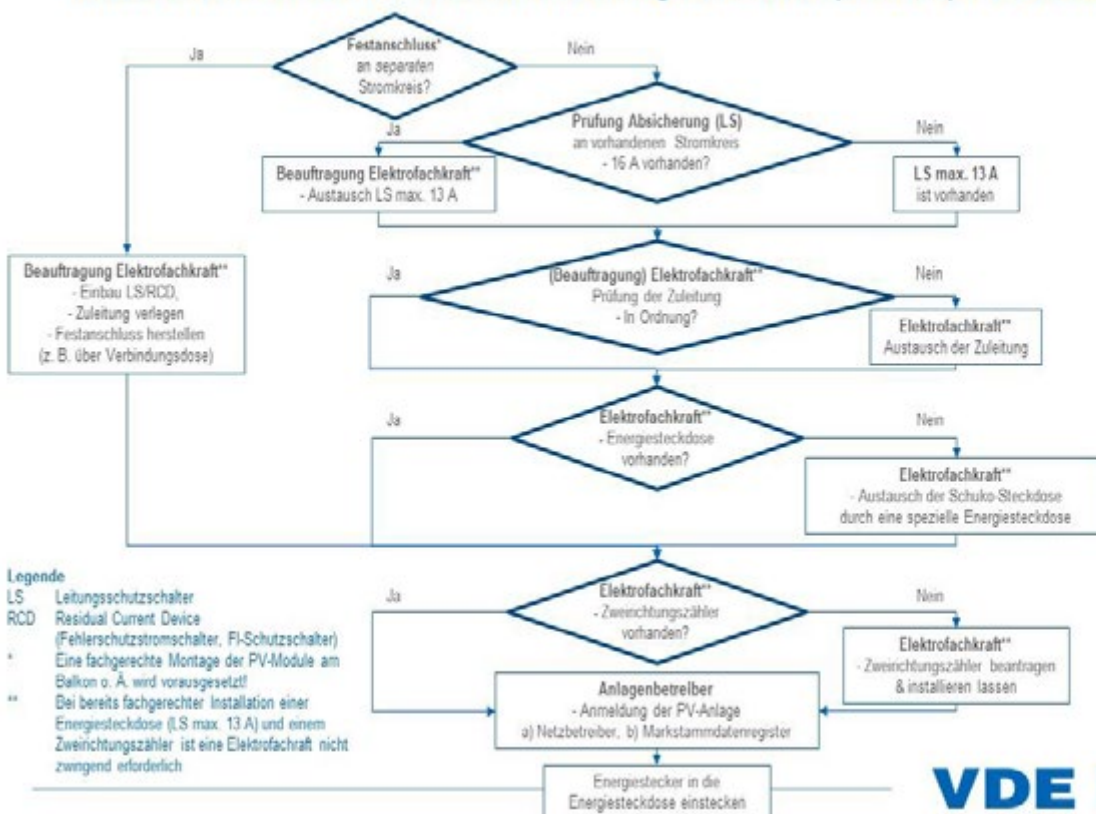 Festanschluss*
an separaten
Stromkreis?
Ja
Nein
Prüfung Absicherung (LS)
an vorhandenen Stromkreis
- 16 A vorhanden?
Ja
Nein
Beauftragung Elektrofachkraft**
- Austausch LS max. 13 A
LS max. 13 A
ist vorhanden
Beauftragung Elektrofachkraft**
- Einbau LS/RCD,
- Zuleitung verlegen
- Festanschluss herstellen
(z. B. über Verbindungsdose)
(Beauftragung) Elektrofachkraft**
Prüfung der Zuleitung
- In Ordnung?
Ja
Nein
Elektrofachkraft**
Austausch der Zuleitung
Elektrofachkraft**
- Energiesteckdose
vorhanden?
Ja
Nein
Elektrofachkraft**
- Austausch der Schuko-Steckdose
durch eine spezielle Energiesteckdose
Elektrofachkraft**
- Zweirichtungszähler
vorhanden?
Ja
Nein
Elektrofachkraft**
- Zweirichtungszähler beantragen
& installieren lassen
Anlagenbetreiber
- Anmeldung der PV-Anlage
a) Netzbetreiber, b) Markstammdatenregister
Energiestecker in die
Energiesteckdose einstecken
Legende
LS Leitungsschutzschalter
RCD Residual Current Device
(Fehlerschutzstromschalter, FI-Schutzschalter)
* Eine fachgerechte Montage der PV-Module am
Balkon o. Ä. wird vorausgesetzt!
** Bei bereits fachgerechter Installation einer
Energiesteckdose (LS max. 13 A) und einem
Zweirichtungszähler ist eine Elektrofachraft nicht
zwingend erforderlich
VDE